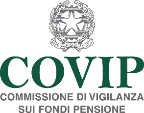 COVIP
COMMISSIONE DI VIGILANZA
SUI FONDI PENSIONE